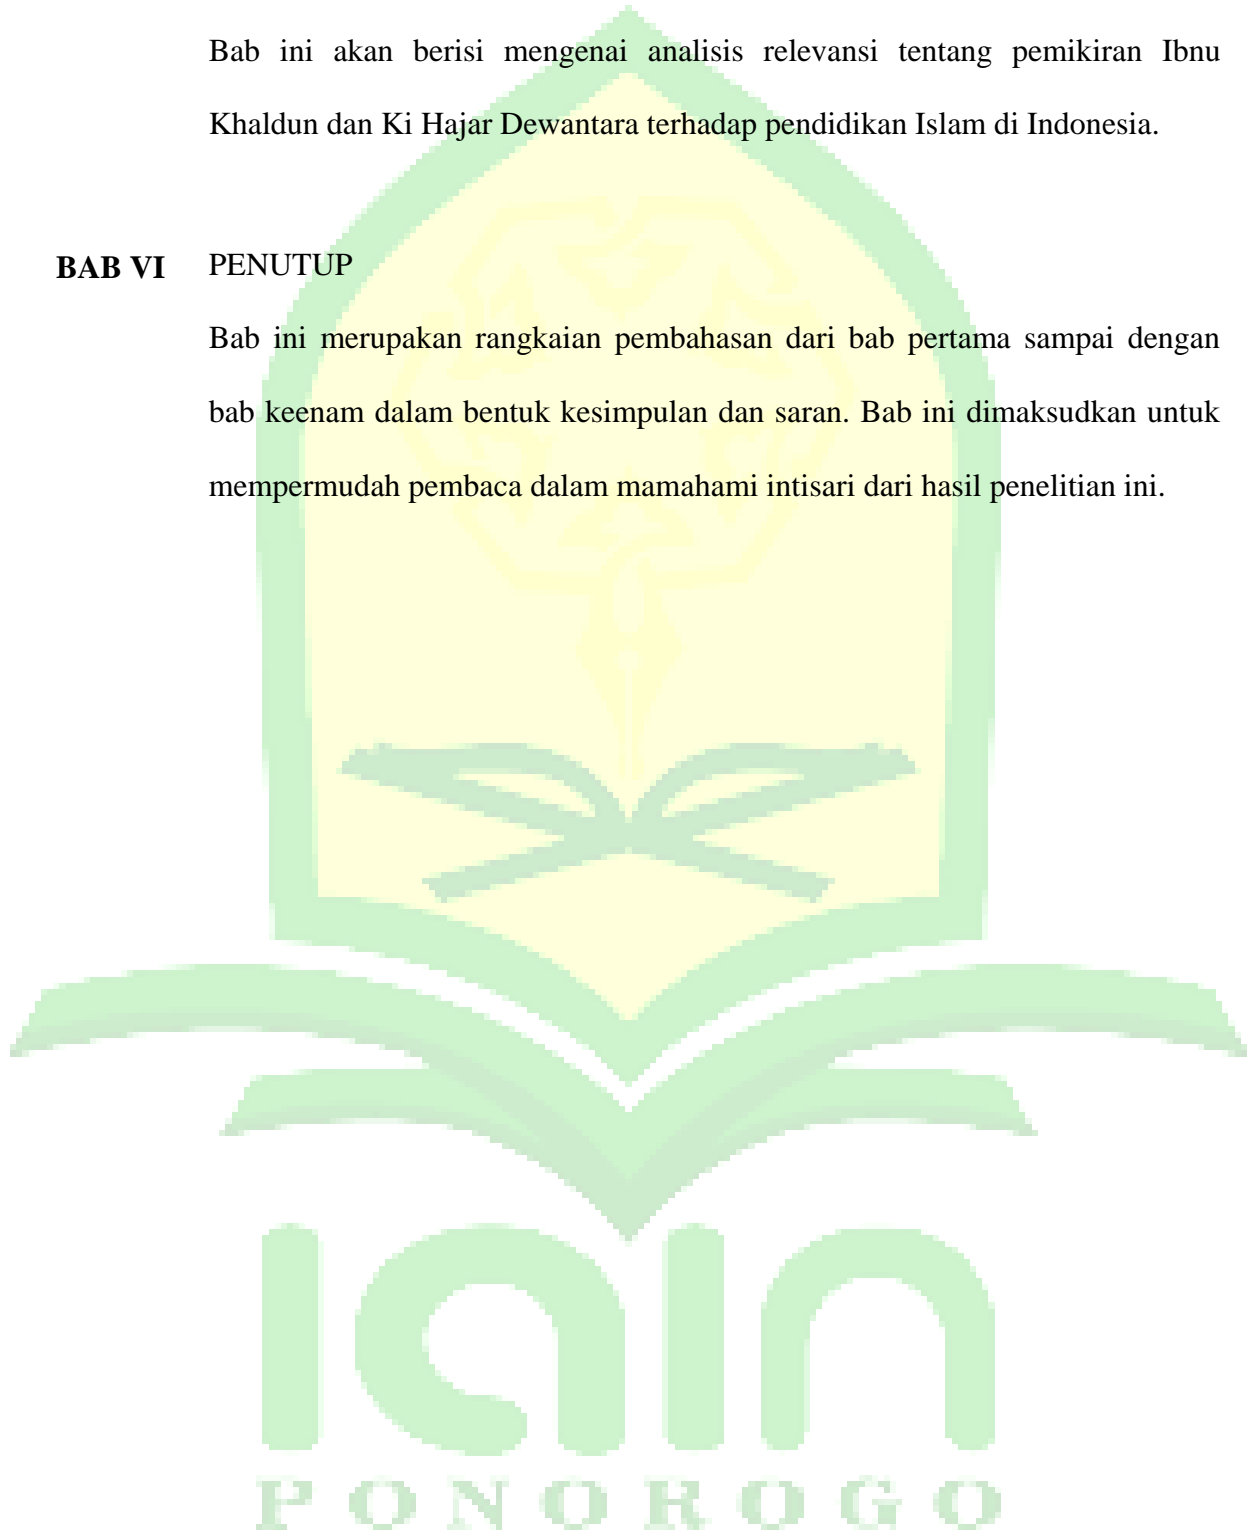 Bab ini akan berisi mengenai analisis relevansi tentang pemikiran Ibnu
Khaldun dan Ki Hajar Dewantara terhadap pendidikan Islam di Indonesia.
BAB VI PENUTUP
Bab ini merupakan rangkaian pembahasan dari bab pertama sampai dengan
bab keenam dalam bentuk kesimpulan dan saran. Bab ini dimaksudkan untuk
mempermudah pembaca dalam mamahami intisari dari hasil penelitian ini.
iain
PONOROGO